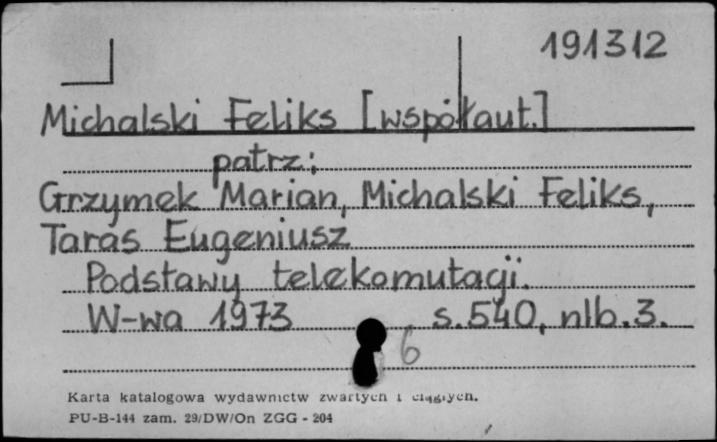 191312
Michalski Feliks [współaut.]
patrz:
Grzymek Marian, Michalski Feliks,
Taras Eugeniusz
Podstawy telekomutacji.
W-wa 1973 s.540, nlb.3.
6
Karta katalogowa wydawnictw zwartych i ciągłych.
PU-B-144 zam. 29/DW/On ZGG - 204